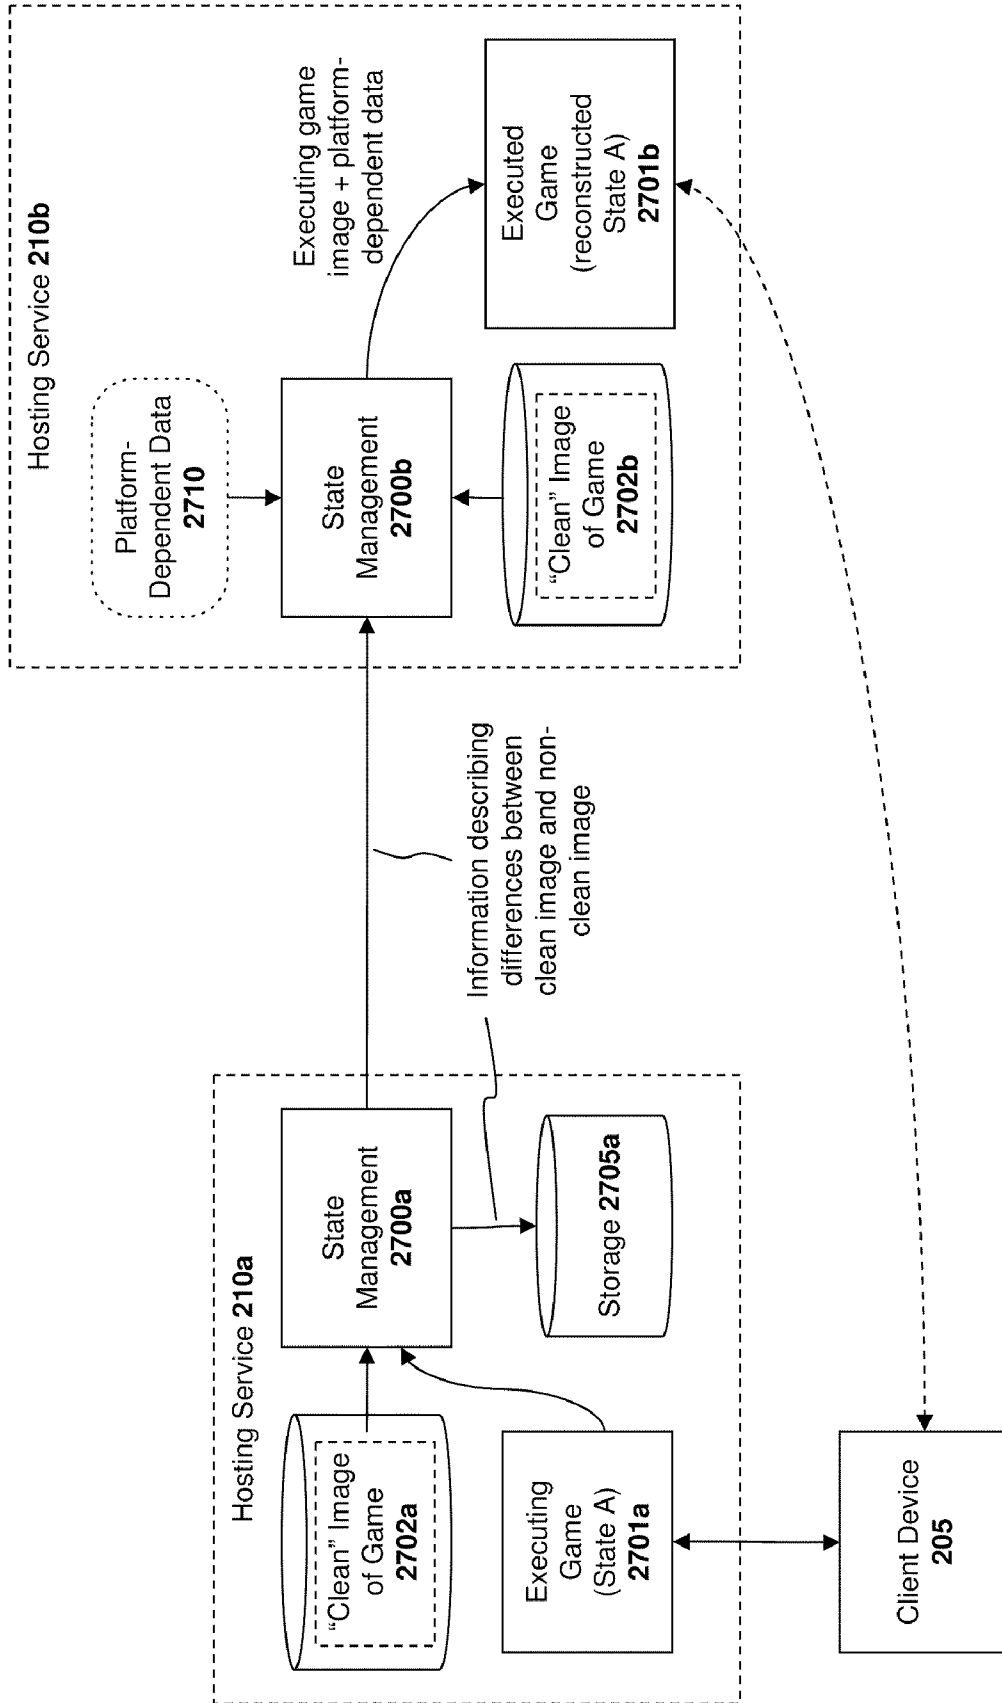 Hosting Service 210a
"Clean" Image
of Game
2702a
State
Management
2700a
Executing
Game
(State A)
2701a
Storage 2705a
Client Device
205
Information describing
differences between
clean image and non-
clean image
Hosting Service 210b
Platform-
Dependent Data
2710
State
Management
2700b
"Clean" Image
of Game
2702b
Executing game
image + platform-
dependent data
Executed
Game
(reconstructed
State A)
2701b